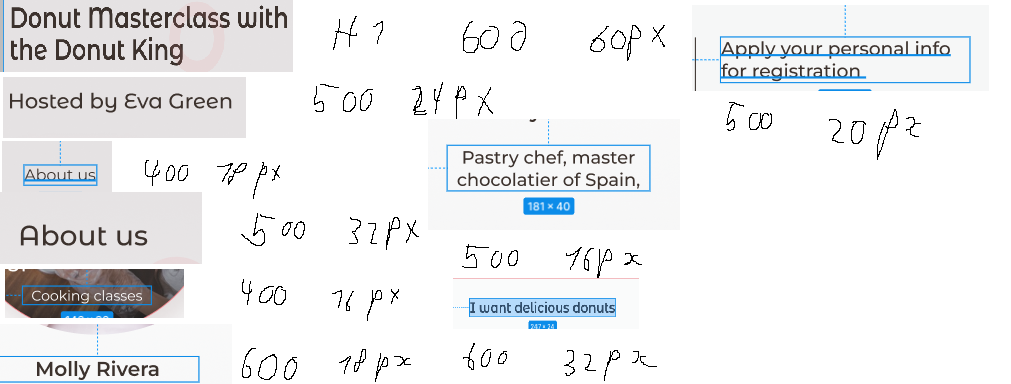 Donut Masterclass with
the Donut King
H1 600 60px
Apply your personal info
for registration
500 20px
Hosted by Eva Green
500 24px
About us
400 18px
Pastry chef, master
chocolatier of Spain,
181 × 40
500 16px
About us
500 32px
Cooking classes
400 16px
I want delicious donuts
247 × 24
600 32px
Molly Rivera
600 18px